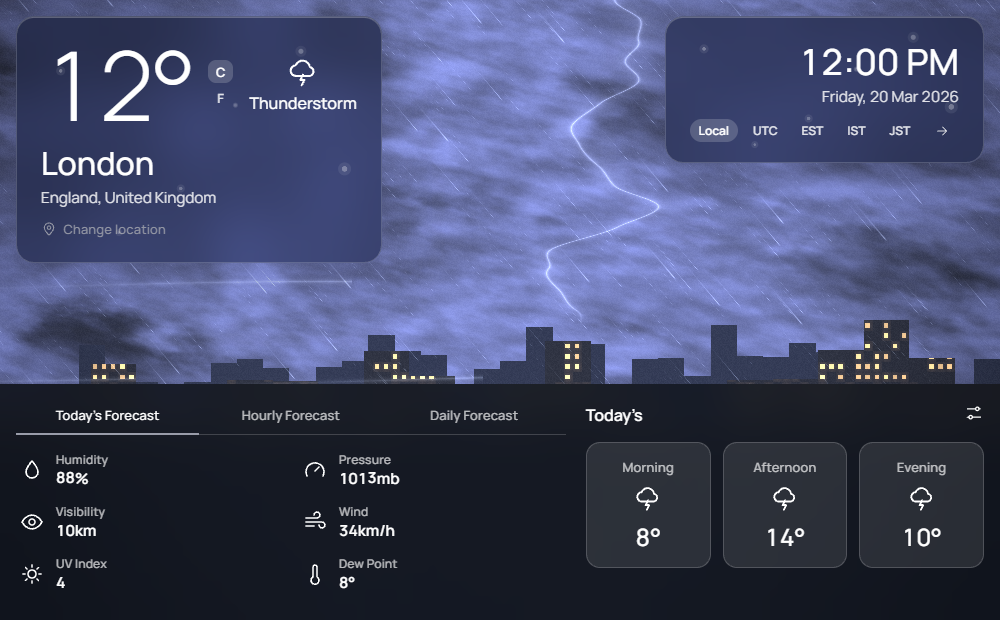 12°
C
F
Thunderstorm
London
England, United Kingdom
Change location
12:00 PM
Friday, 20 Mar 2026
Local UTC EST IST JST
Today's Forecast Hourly Forecast Daily Forecast
Humidity
88%
Pressure
1013mb
Visibility
10km
Wind
34km/h
UV Index
4
Dew Point
8°
Today's
Morning
8°
Afternoon
14°
Evening
10°